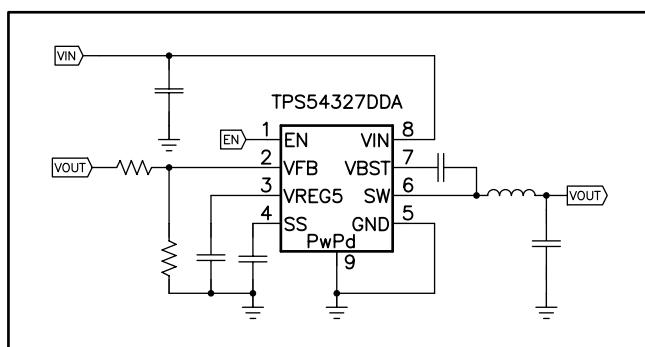 VIN
TPS54327DDA
EN
1 EN VIN 8
VOUT
2 VFB VBST 7
3 VREG5 SW 6
VOUT
4 SS GND 5
PwPd
9